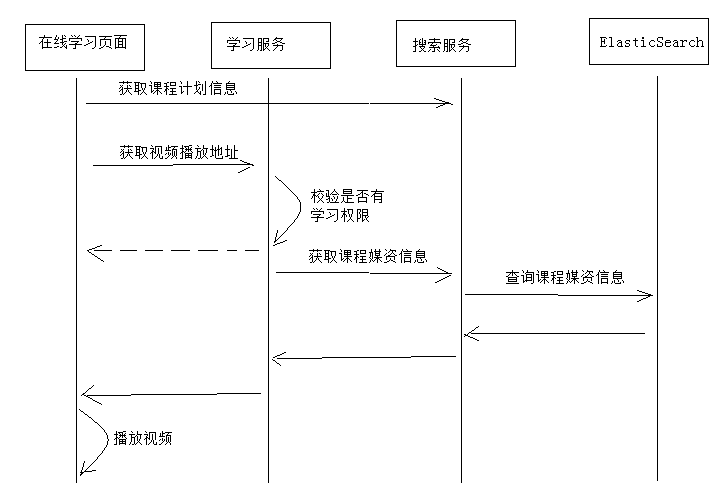 在线学习页面
学习服务
搜索服务
ElasticSearch
获取课程计划信息
获取视频播放地址
校验是否有
学习权限
获取课程媒资信息
查询课程媒资信息
播放视频